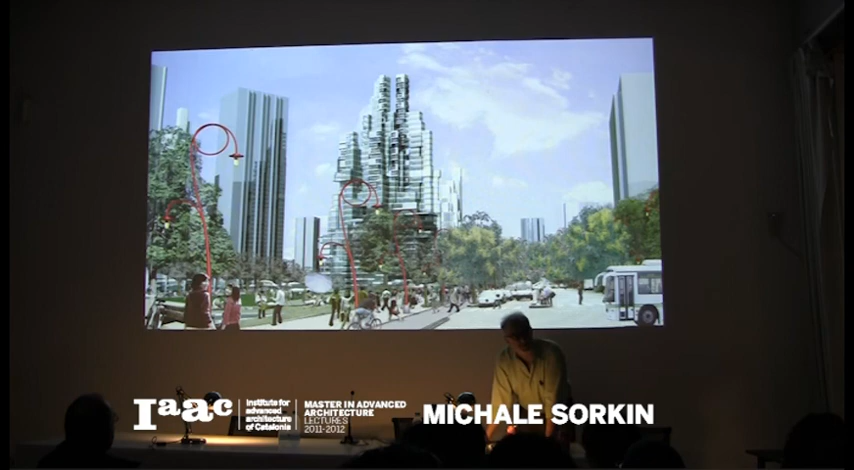 Iaac
Institute for
advanced
architecture
of Catalonia
MASTER IN ADVANCED
ARCHITECTURE
LECTURES
2011-2012
MICHALE SORKIN